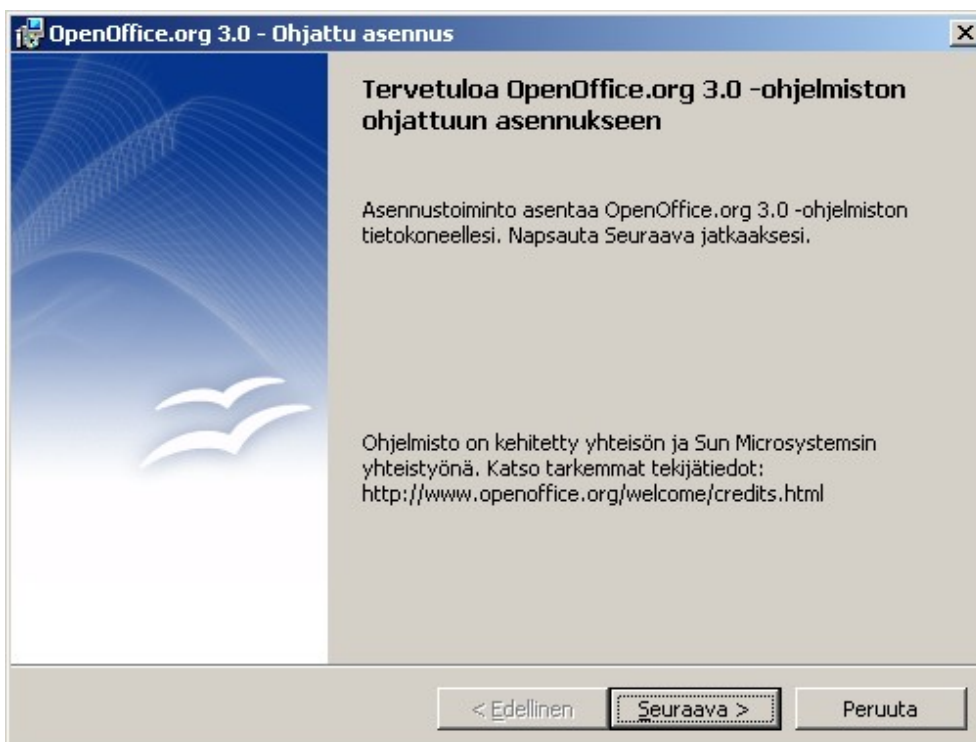 OpenOffice.org 3.0 - Ohjattu asennus
Tervetuloa OpenOffice.org 3.0 -ohjelmiston
ohjattuun asennukseen
Asennustoiminto asentaa OpenOffice.org 3.0 -ohjelmiston
tietokoneellesi. Napsauta Seuraava jatkaaksesi.
Ohjelmisto on kehitetty yhteisön ja Sun Microsystemsin
yhteistyönä. Katso tarkemmat tekijätiedot:
http://www.openoffice.org/welcome/credits.html
< Edellinen Seuraava > Peruuta